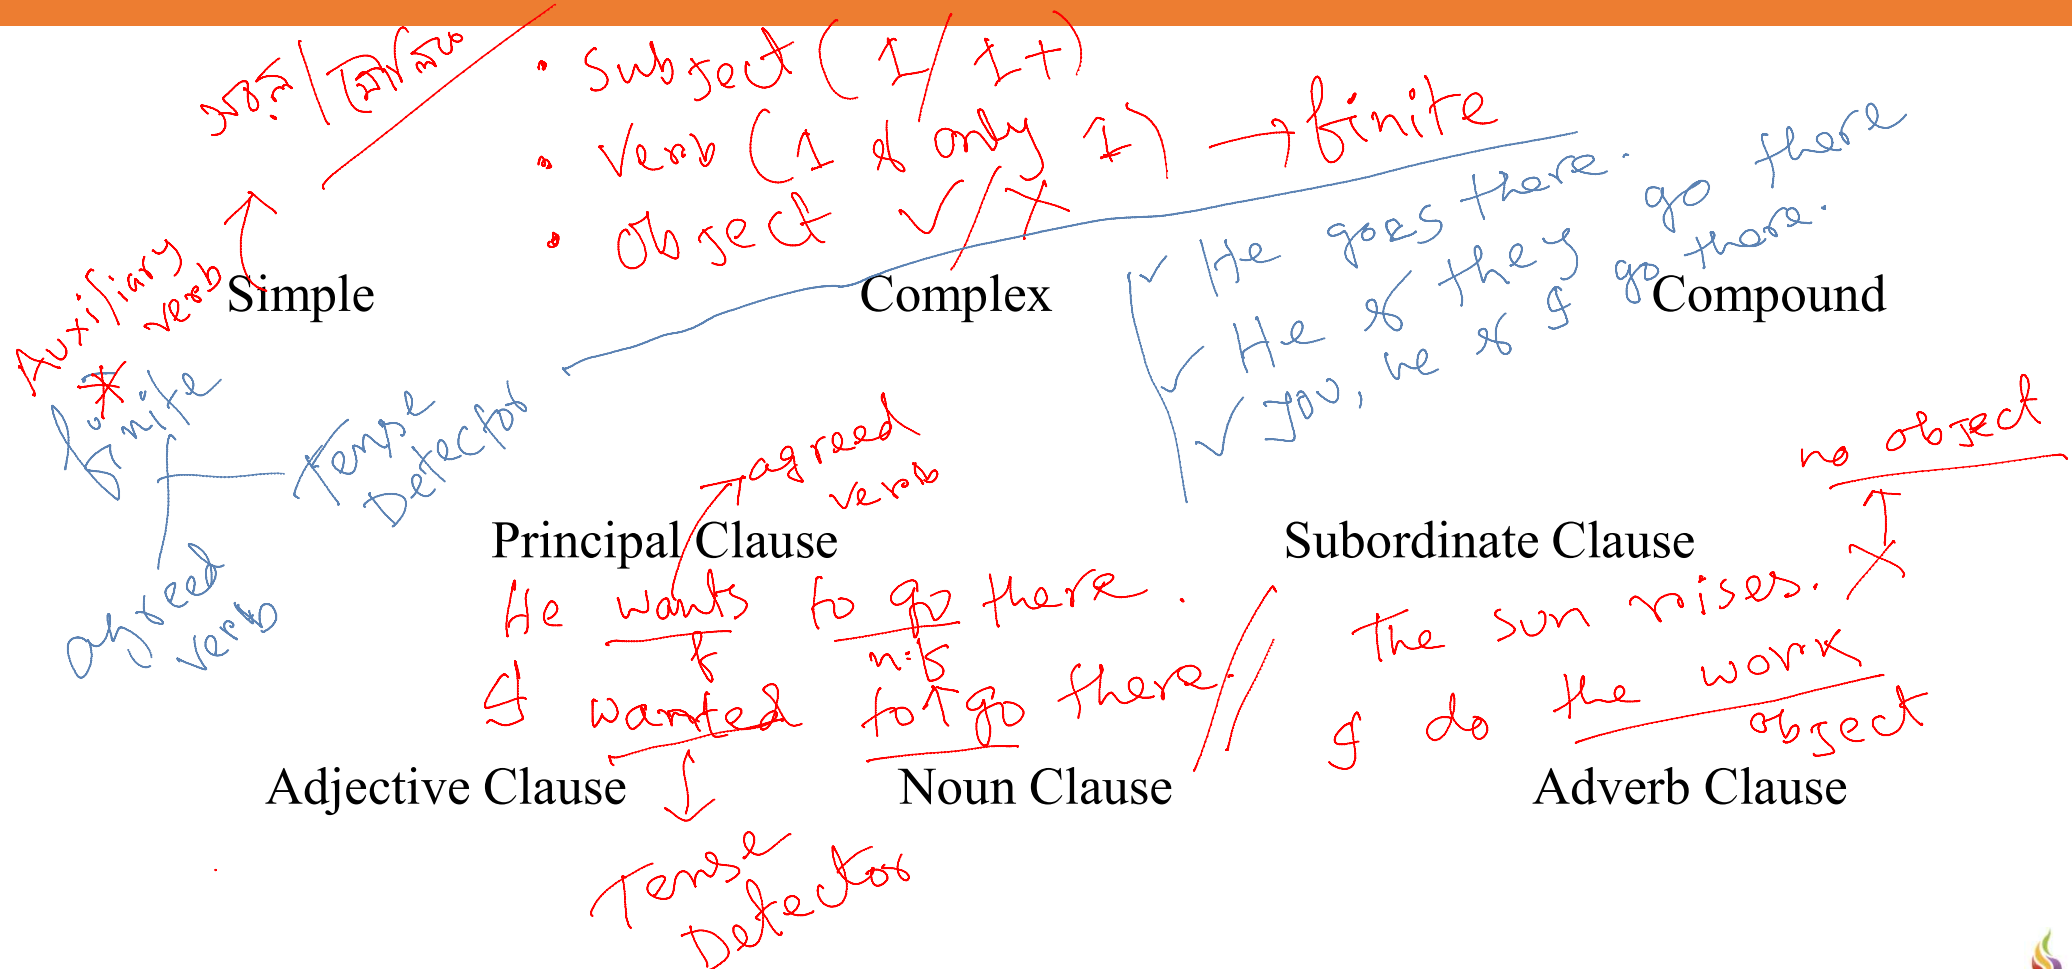 সরল / মৌলিক
• Subject ( 1 / 1+)
• Verb (1 & only 1) → finite
• Object ✓/×
Auxiliary verb
Simple
Complex
Compound
✓ He goes there.
✓ He & they go there
✓ You, he & I go there.
* finite
Tense Detector
agreed verb
agreed verb
no object
Principal Clause
Subordinate Clause
He wants to go there.
f
n:f
The sun rises. ×
I wanted to go there.
I do the work
object
Adjective Clause
Noun Clause
Adverb Clause
Tense Detector